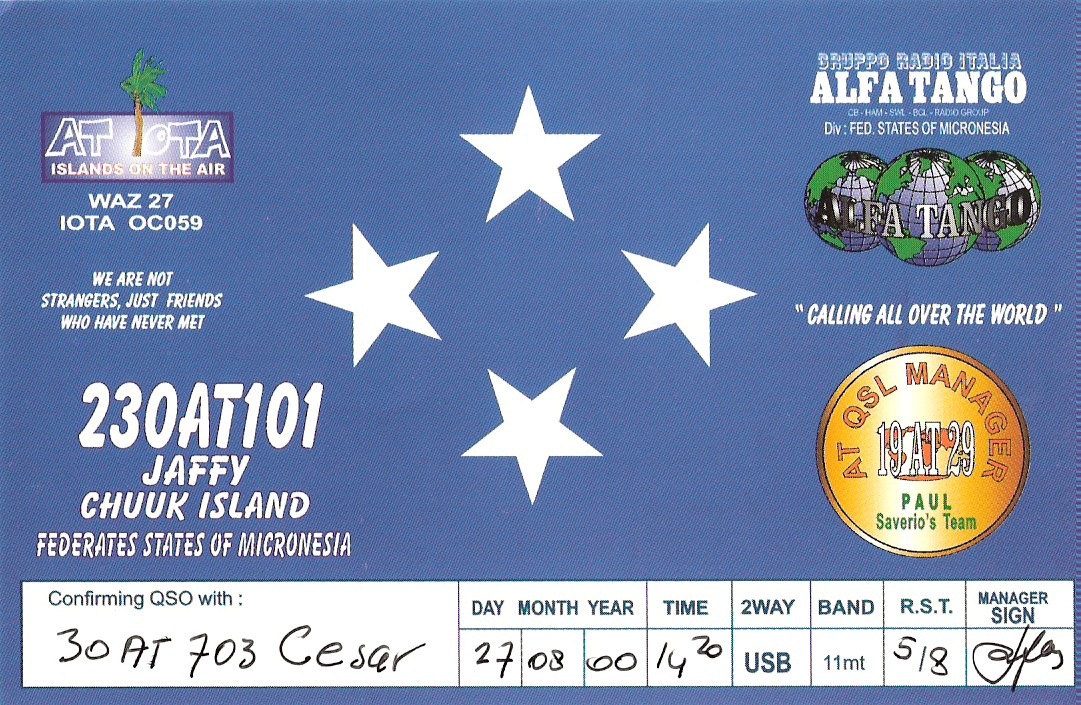 AT IOTA
ISLANDS ON THE AIR
WAZ 27
IOTA OC059
WE ARE NOT
STRANGERS, JUST FRIENDS
WHO HAVE NEVER MET
230AT101
JAFFY
CHUUK ISLAND
FEDERATES STATES OF MICRONESIA
GRUPPO RADIO ITALIA
ALFA TANGO
CB - HAM - SWL - BCL - RADIO GROUP
Div : FED. STATES OF MICRONESIA
ALFA TANGO
"CALLING ALL OVER THE WORLD"
AT QSL MANAGER
19 AT 29
PAUL
Saverio's Team
Confirming QSO with :
DAY MONTH YEAR TIME 2WAY BAND R.S.T. MANAGER SIGN
30 AT 703 Cesar 27 08 00 14 20 USB 11mt 5/8